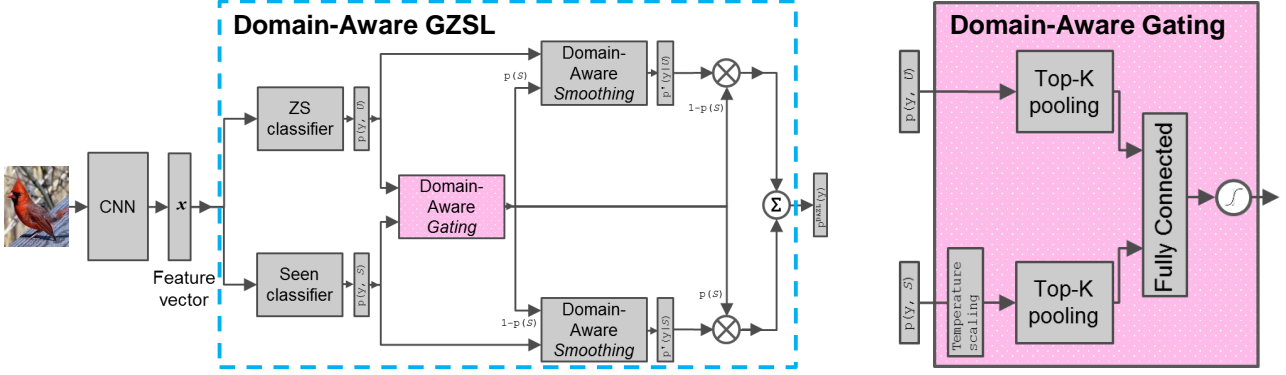 Domain-Aware GZSL
CNN
x
Feature
vector
ZS
classifier
p(y, U)
Seen
classifier
p(y, S)
Domain-
Aware
Gating
p(S)
Domain-
Aware
Smoothing
p'(y|U)
1-p(S)
1-p(S)
Domain-
Aware
Smoothing
p'(y|S)
p(S)
Σ
p^DAZL(y)
Domain-Aware Gating
p(y, U)
Top-K
pooling
p(y, S)
Temperature
scaling
Top-K
pooling
Fully Connected